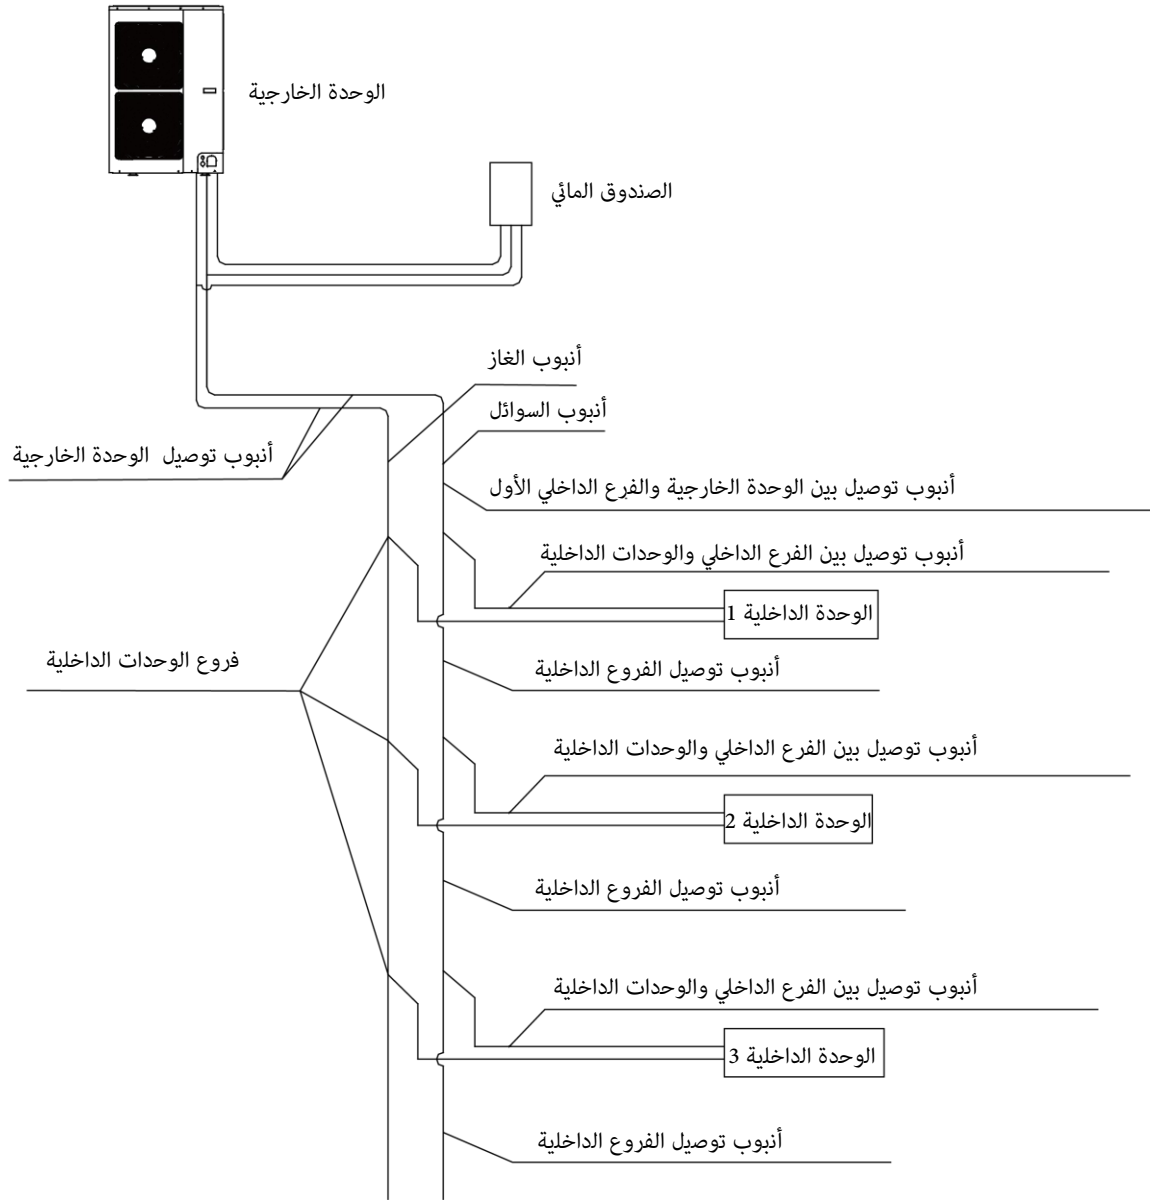 الوحدة الخارجية
الصندوق المائي
أنبوب الغاز
أنبوب السوائل
أنبوب توصيل الوحدة الخارجية
أنبوب توصيل بين الوحدة الخارجية والفرع الداخلي الأول
أنبوب توصيل بين الفرع الداخلي والوحدات الداخلية
الوحدة الداخلية 1
فروع الوحدات الداخلية
أنبوب توصيل الفروع الداخلية
أنبوب توصيل بين الفرع الداخلي والوحدات الداخلية
الوحدة الداخلية 2
أنبوب توصيل الفروع الداخلية
أنبوب توصيل بين الفرع الداخلي والوحدات الداخلية
الوحدة الداخلية 3
أنبوب توصيل الفروع الداخلية